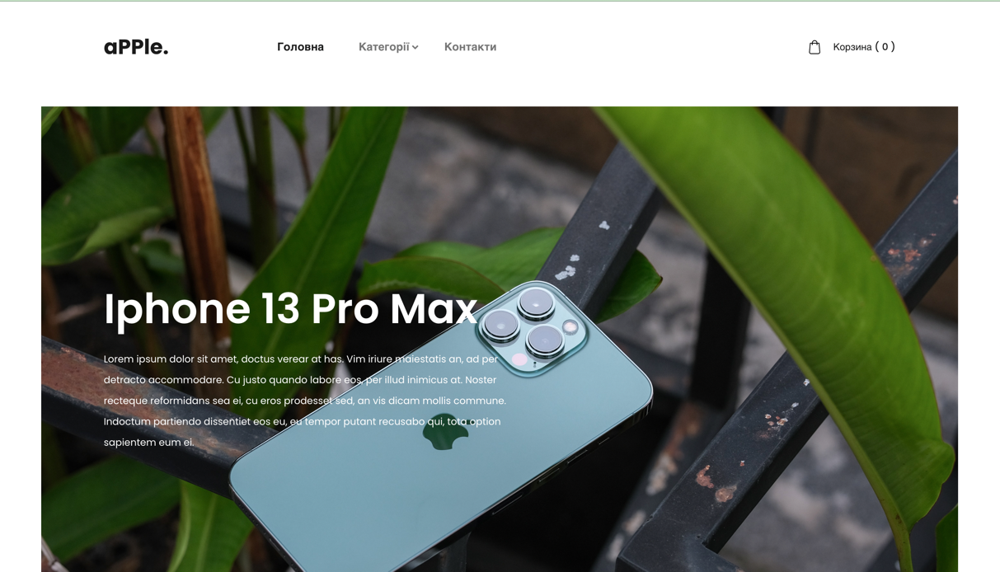 aPPle.
Головна
Категорії
Контакти
Корзина ( 0 )
Iphone 13 Pro Max
Lorem ipsum dolor sit amet, doctus verear at has. Vim iriure maiestatis an, ad per
detracto accommodare. Cu justo quando labore eos, per illud inimicus at. Noster
recteque reformidans sea ei, cu eros prodesset sed, an vis dicam mollis commune.
Indoctum partiendo dissentiet eos eu, eu tempor putant recusabo qui, tota option
sapientem eum ei.